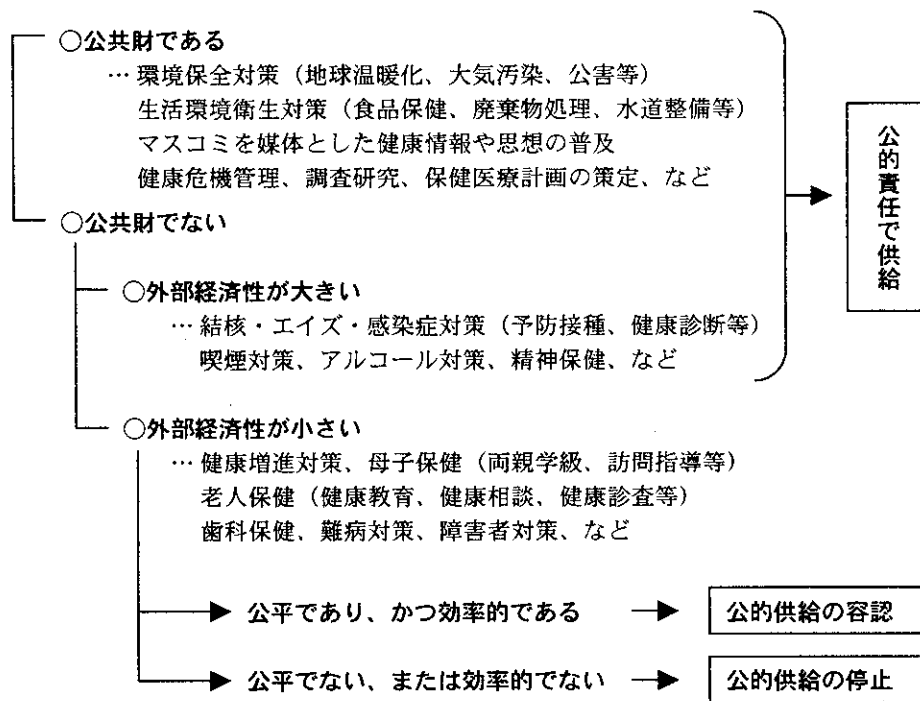 ○公共財である
… 環境保全対策（地球温暖化、大気汚染、公害等）
生活環境衛生対策（食品保健、廃棄物処理、水道整備等）
マスコミを媒体とした健康情報や思想の普及
健康危機管理、調査研究、保健医療計画の策定、など
公的責任で供給
○公共財でない
○外部経済性が大きい
… 結核・エイズ・感染症対策（予防接種、健康診断等）
喫煙対策、アルコール対策、精神保健、など
○外部経済性が小さい
… 健康増進対策、母子保健（両親学級、訪問指導等）
老人保健（健康教育、健康相談、健康診査等）
歯科保健、難病対策、障害者対策、など
公平であり、かつ効率的である
公的供給の容認
公平でない、または効率的でない
公的供給の停止